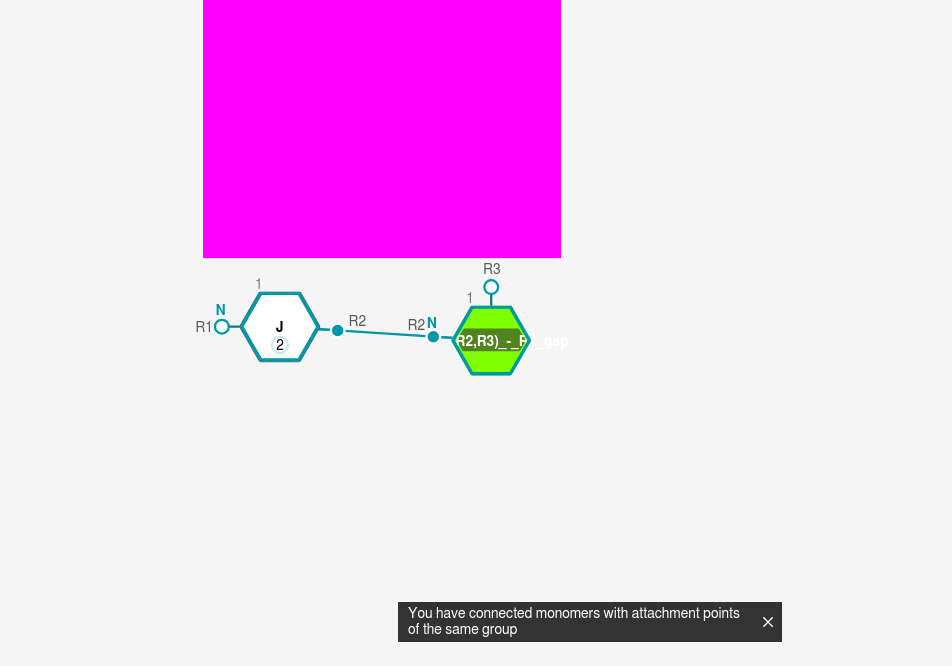 R3
1
1
N
R1
J
2
R2
R2
N
R2,R3)_-_ _gap
You have connected monomers with attachment points
of the same group